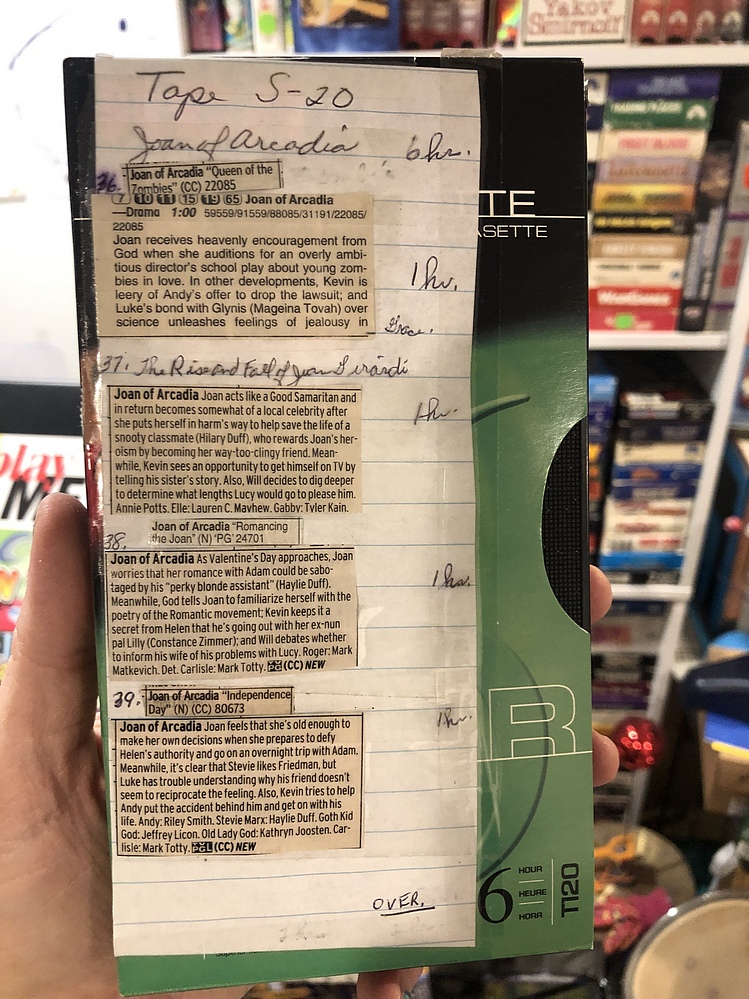 Yakov
Smirnoff
Tape S-20
Joan of Arcadia 6 hr.
36. Joan of Arcadia "Queen of the
Zombies" (CC) 22085
7 10 11 15 19 65 Joan of Arcadia
—Drama 1:00 59559/91559/88085/31191/22085/
22085
Joan receives heavenly encouragement from
God when she auditions for an overly ambi-
tious director's school play about young zom-
bies in love. In other developments, Kevin is
leery of Andy's offer to drop the lawsuit; and
Luke's bond with Glynis (Mageina Tovah) over
science unleashes feelings of jealousy in
Grace.
1 hr.
37. The Rise and Fall of Joan Girardi
Joan of Arcadia Joan acts like a Good Samaritan and
in return becomes somewhat of a local celebrity after
she puts herself in harm's way to help save the life of a
snooty classmate (Hilary Duff), who rewards Joan's her-
oism by becoming her way-too-clingy friend. Mean-
while, Kevin sees an opportunity to get himself on TV by
telling his sister's story. Also, Will decides to dig deeper
to determine what lengths Lucy would go to please him.
Annie Potts. Elle: Lauren C. Mayhew. Gabby: Tyler Kain.
1 hr.
Joan of Arcadia "Romancing
the Joan" (N) 'PG' 24701
38.
Joan of Arcadia As Valentine's Day approaches, Joan
worries that her romance with Adam could be sabo-
taged by his "perky blonde assistant" (Haylie Duff).
Meanwhile, God tells Joan to familiarize herself with the
poetry of the Romantic movement; Kevin keeps it a
secret from Helen that he's going out with her ex-nun
pal Lilly (Constance Zimmer); and Will debates whether
to inform his wife of his problems with Lucy. Roger: Mark
Matkevich. Det. Carlisle: Mark Totty. PG (CC) NEW
1 hr.
39. Joan of Arcadia "Independence
Day" (N) (CC) 80673
Joan of Arcadia Joan feels that she's old enough to
make her own decisions when she prepares to defy
Helen's authority and go on an overnight trip with Adam.
Meanwhile, it's clear that Stevie likes Friedman, but
Luke has trouble understanding why his friend doesn't
seem to reciprocate the feeling. Also, Kevin tries to help
Andy put the accident behind him and get on with his
life. Andy: Riley Smith. Stevie Marx: Haylie Duff. Goth Kid
God: Jeffrey Licon. Old Lady God: Kathryn Joosten. Car-
lisle: Mark Totty. (CC) NEW
1 hr.
OVER.
TE
ASETTE
R
6 HOUR
HEURE
HORA
T120
play
ME